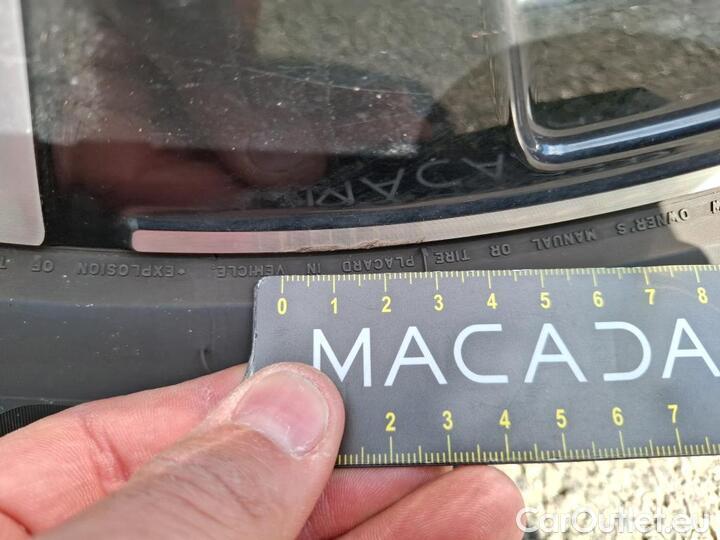 MACADA
W OWNER'S MANUAL OR TIRE PLACARD IN VEHICLE. • EXPLOSION OF
0 1 2 3 4 5 6 7 8
MACADA
2 3 4 5 6 7
CarOutlet.eu